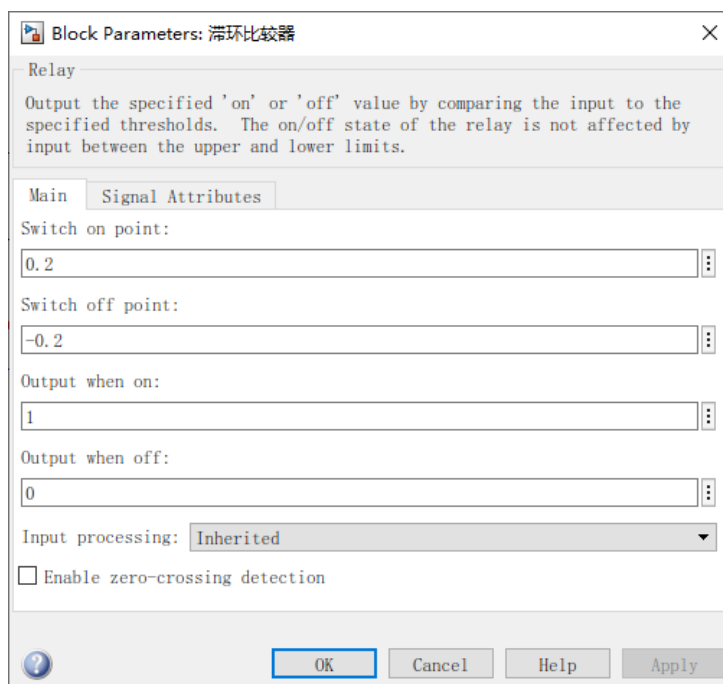 Block Parameters: 滞环比较器
Relay
Output the specified 'on' or 'off' value by comparing the input to the
specified thresholds.  The on/off state of the relay is not affected by
input between the upper and lower limits.
Main Signal Attributes
Switch on point:
0.2
Switch off point:
-0.2
Output when on:
1
Output when off:
0
Input processing: Inherited
Enable zero-crossing detection
OK Cancel Help Apply